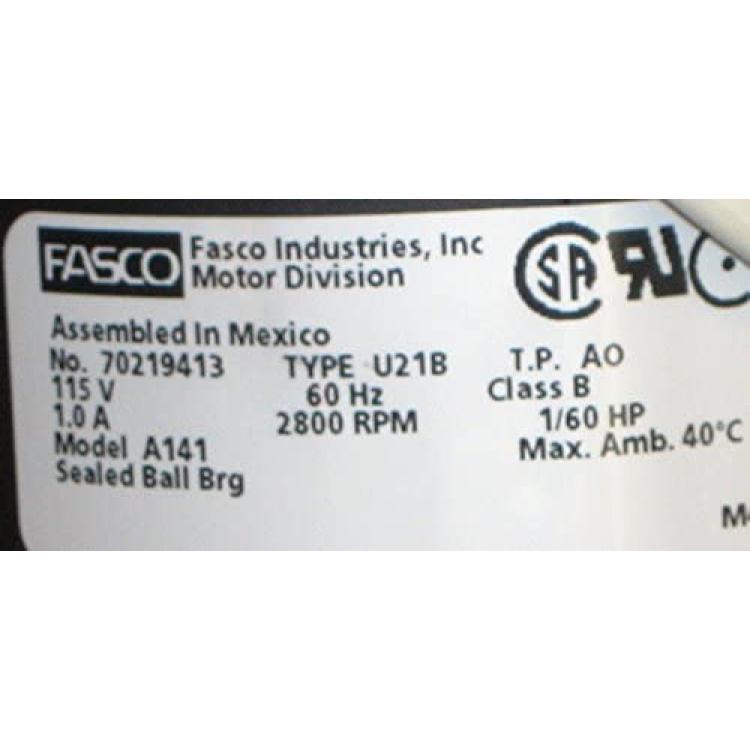 FASCO Fasco Industries, Inc
Motor Division
Assembled In Mexico
No. 70219413 TYPE U21B T.P. AO
115 V 60 Hz Class B
1.0 A 2800 RPM 1/60 HP
Model A141 Max. Amb. 40°C
Sealed Ball Brg